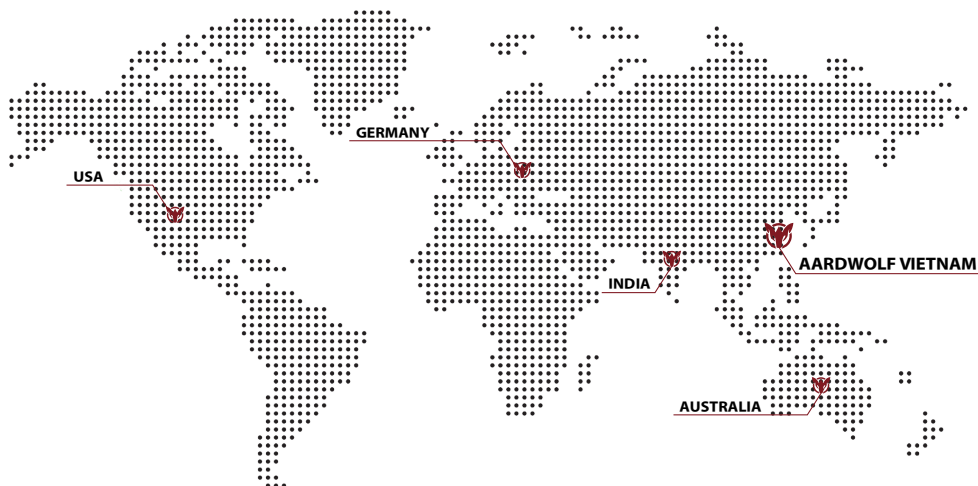 GERMANY
USA
AARDWOLF VIETNAM
INDIA
AUSTRALIA